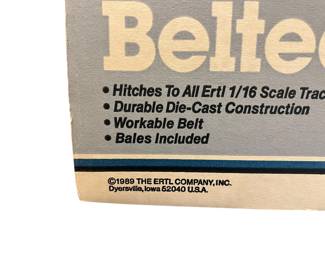 Belte
• Hitches To All Ertl 1/16 Scale Trac
• Durable Die-Cast Construction
• Workable Belt
• Bales Included
©1989 THE ERTL COMPANY, INC.
Dyersville, Iowa 52040 U.S.A.